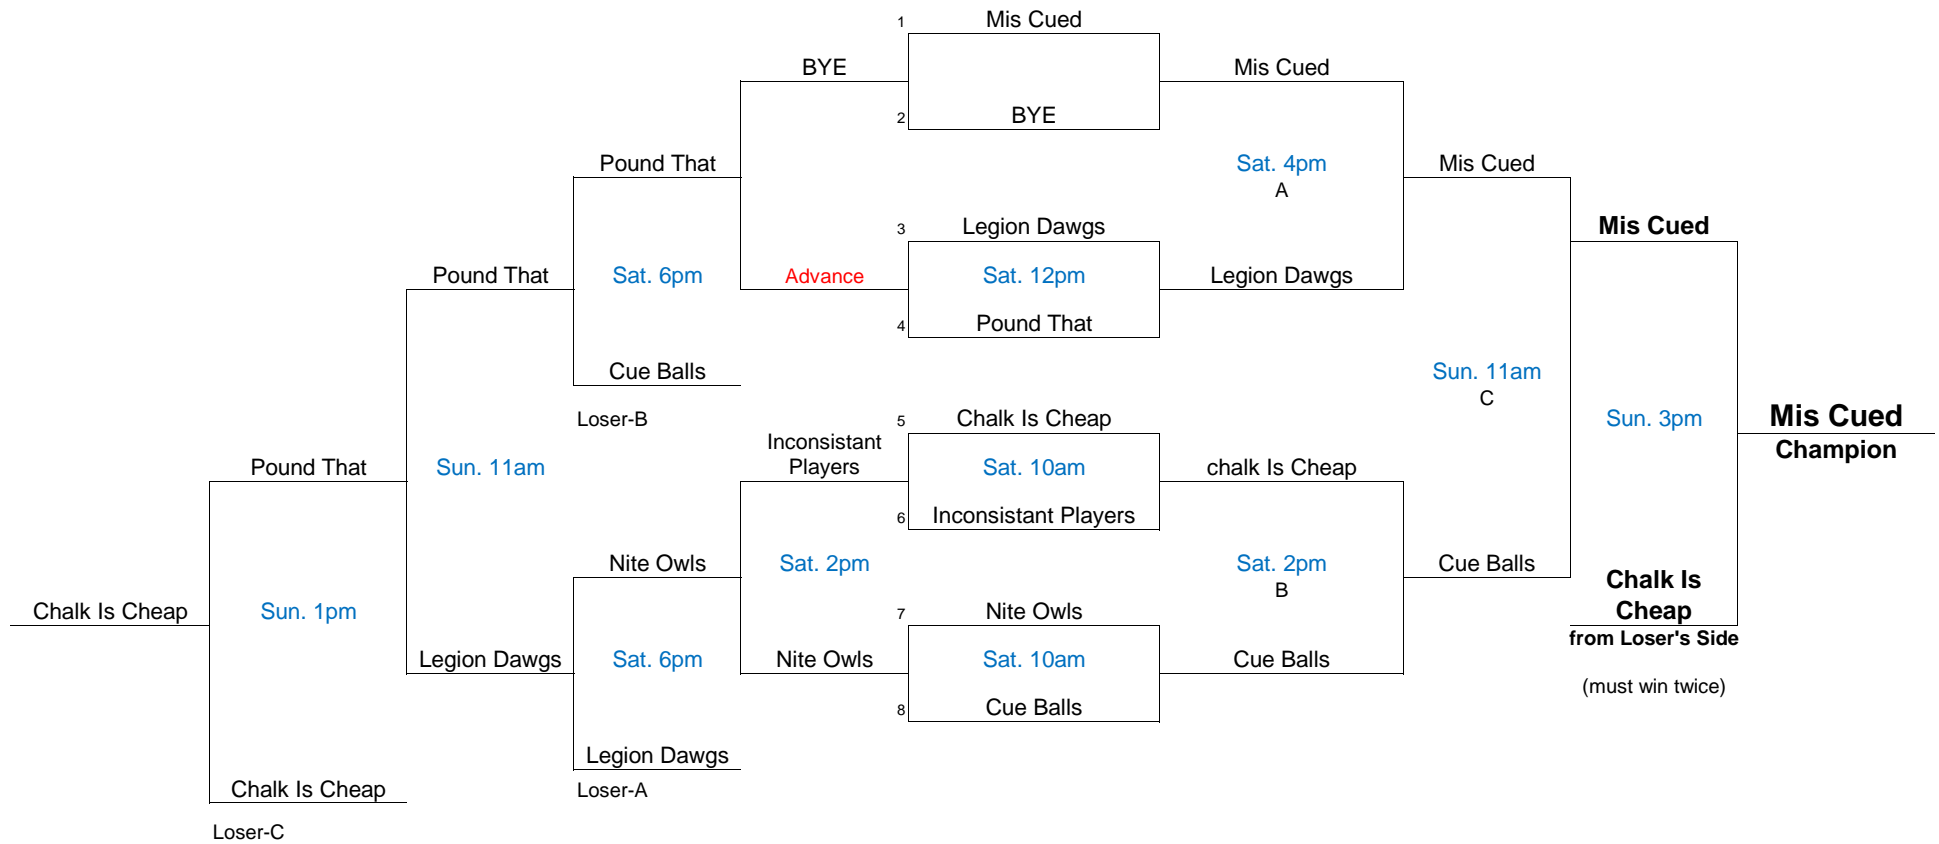 1 Mis Cued
BYE Mis Cued
2 BYE
Pound That Sat. 4pm Mis Cued
A
3 Legion Dawgs Mis Cued
Pound That Sat. 6pm Advance Sat. 12pm Legion Dawgs
4 Pound That
Cue Balls Sun. 11am
C
Loser-B 5 Chalk Is Cheap Sun. 3pm Mis Cued
Inconsistant
Players
Champion
Pound That Sun. 11am Sat. 10am chalk Is Cheap
6 Inconsistant Players
Nite Owls Sat. 2pm Sat. 2pm Cue Balls
B
Chalk Is
Cheap
Chalk Is Cheap Sun. 1pm 7 Nite Owls
from Loser's Side
Legion Dawgs Sat. 6pm Nite Owls Sat. 10am Cue Balls
(must win twice)
8 Cue Balls
Legion Dawgs
Chalk Is Cheap Loser-A
Loser-C